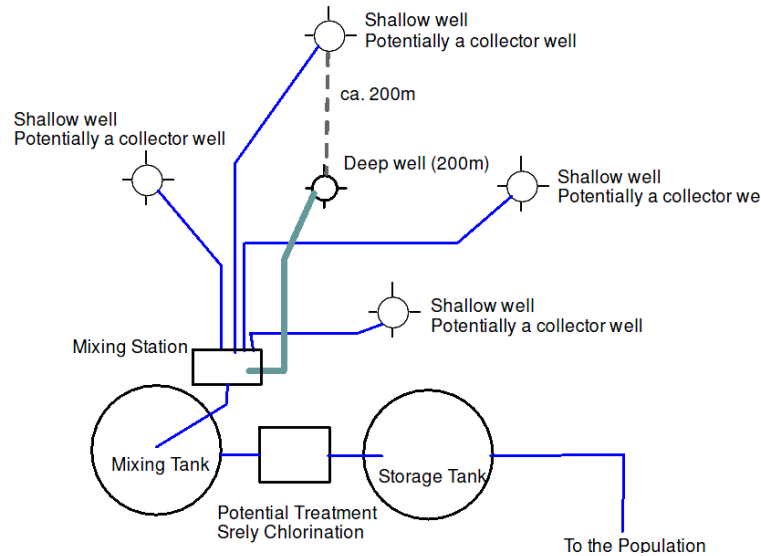 Shallow well
Potentially a collector well
ca. 200m
Shallow well
Potentially a collector well
Deep well (200m)
Shallow well
Potentially a collector we
Shallow well
Potentially a collector well
Mixing Station
Mixing Tank
Storage Tank
Potential Treatment
Srely Chlorination
To the Population